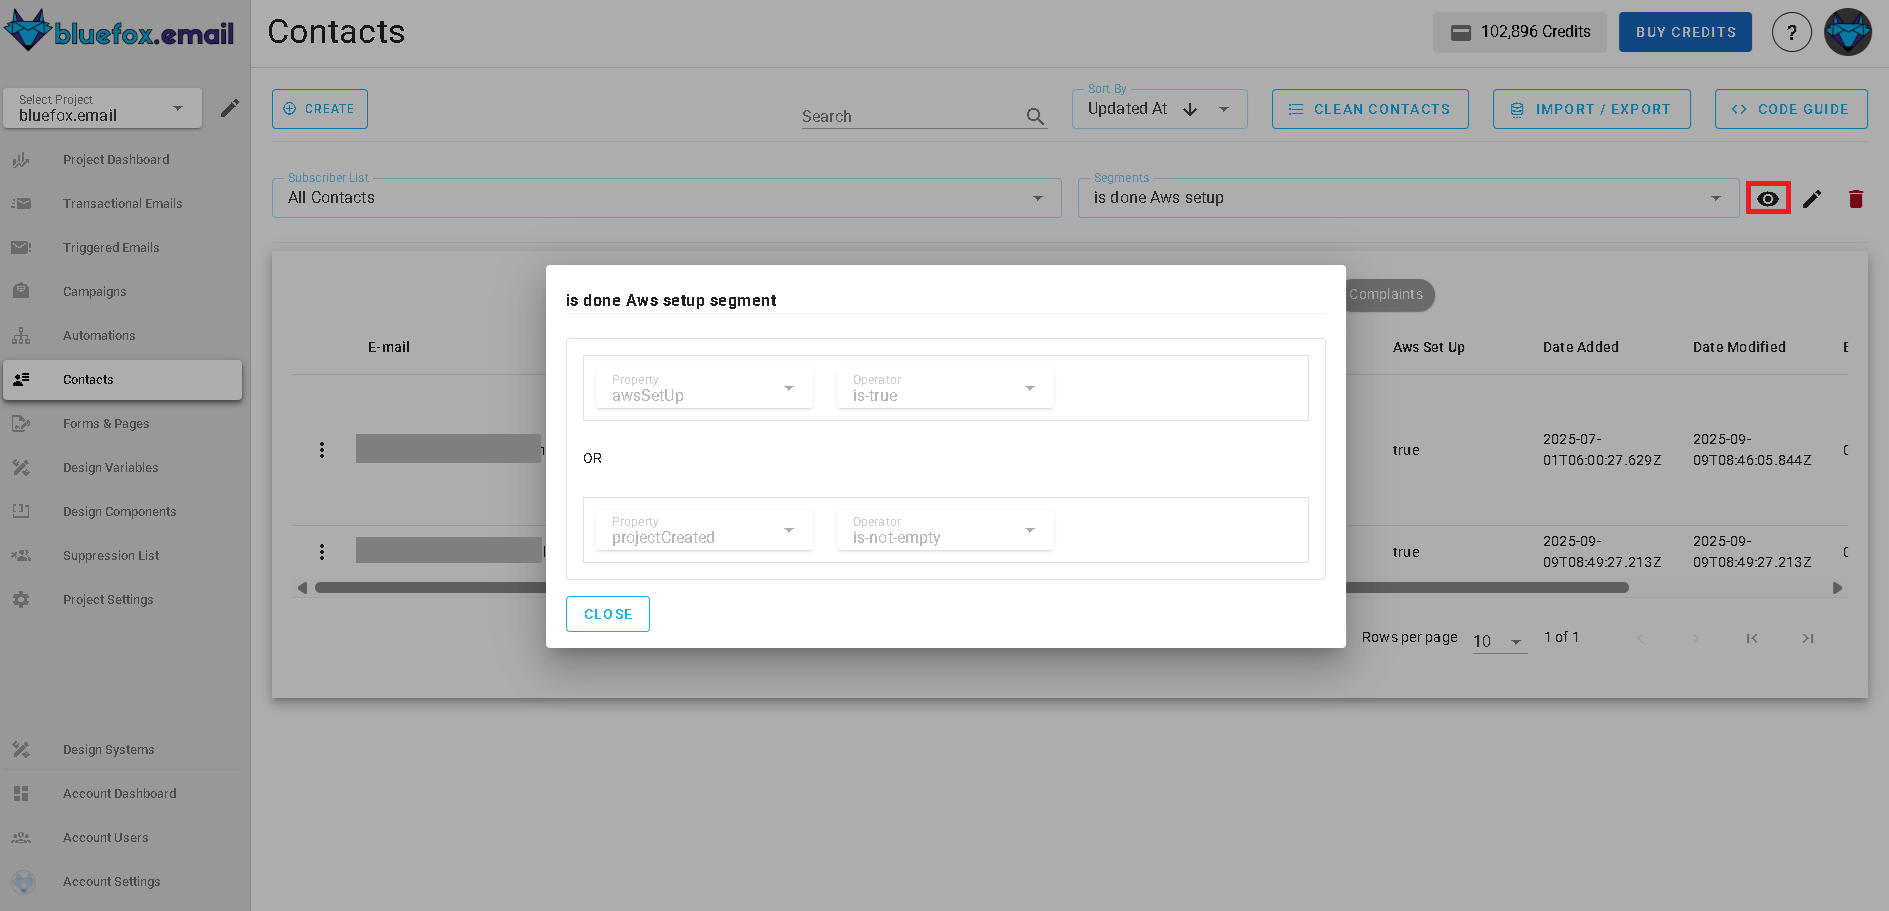 bluefox.email
Contacts
102,896 Credits
BUY CREDITS
?
Select Project
bluefox.email
CREATE
Search
Sort By
Updated At
CLEAN CONTACTS
IMPORT / EXPORT
CODE GUIDE
Subscriber List
All Contacts
Segments
is done Aws setup
Project Dashboard
Transactional Emails
Triggered Emails
Campaigns
Automations
Contacts
Forms & Pages
Design Variables
Design Components
Suppression List
Project Settings
Design Systems
Account Dashboard
Account Users
Account Settings
Complaints
E-mail
Aws Set Up
Date Added
Date Modified
true
2025-07-
01T06:00:27.629Z
2025-09-
09T08:46:05.844Z
true
2025-09-
09T08:49:27.213Z
2025-09-
09T08:49:27.213Z
Rows per page
10
1 of 1
is done Aws setup segment
Property
awsSetUp
Operator
is-true
OR
Property
projectCreated
Operator
is-not-empty
CLOSE